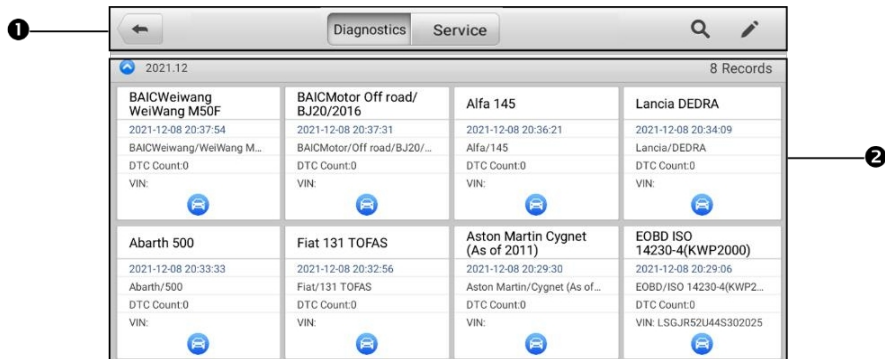 ❶
Diagnostics Service
2021.12 8 Records
BAICWeiwang
WeiWang M50F
2021-12-08 20:37:54
BAICWeiwang/WeiWang M...
DTC Count:0
VIN:
BAICMotor Off road/
BJ20/2016
2021-12-08 20:37:31
BAICMotor/Off road/BJ20/...
DTC Count:0
VIN:
Alfa 145
2021-12-08 20:36:21
Alfa/145
DTC Count:0
VIN:
Lancia DEDRA
2021-12-08 20:34:09
Lancia/DEDRA
DTC Count:0
VIN:
❷
Abarth 500
2021-12-08 20:33:33
Abarth/500
DTC Count:0
VIN:
Fiat 131 TOFAS
2021-12-08 20:32:56
Fiat/131 TOFAS
DTC Count:0
VIN:
Aston Martin Cygnet
(As of 2011)
2021-12-08 20:29:30
Aston Martin/Cygnet (As of...
DTC Count:0
VIN:
EOBD ISO
14230-4(KWP2000)
2021-12-08 20:29:06
EOBD/ISO 14230-4(KWP2...
DTC Count:0
VIN: LSGJR52U44S302025